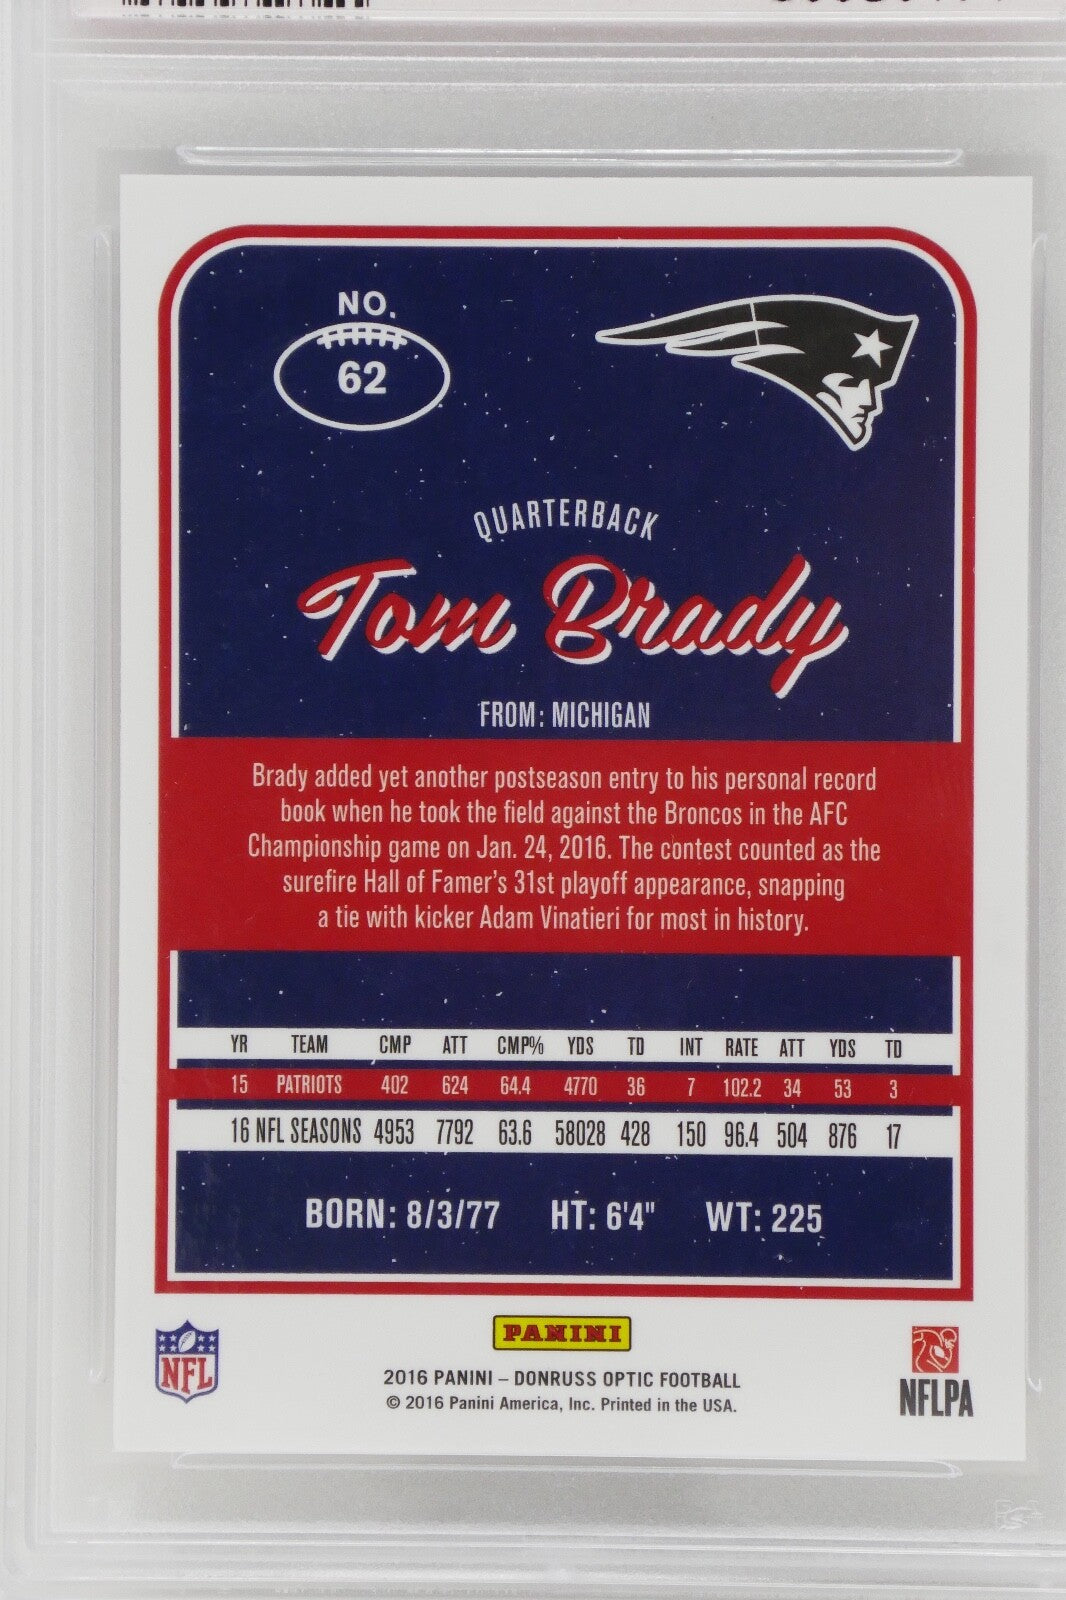 NO.
62
QUARTERBACK
Tom Brady
FROM: MICHIGAN
Brady added yet another postseason entry to his personal record
book when he took the field against the Broncos in the AFC
Championship game on Jan. 24, 2016. The contest counted as the
surefire Hall of Famer's 31st playoff appearance, snapping
a tie with kicker Adam Vinatieri for most in history.
YR TEAM CMP ATT CMP% YDS TD INT RATE ATT YDS TD
15 PATRIOTS 402 624 64.4 4770 36 7 102.2 34 53 3
16 NFL SEASONS 4953 7792 63.6 58028 428 150 96.4 504 876 17
BORN: 8/3/77 HT: 6'4" WT: 225
NFL
PANINI
2016 PANINI – DONRUSS OPTIC FOOTBALL
© 2016 Panini America, Inc. Printed in the USA.
NFLPA